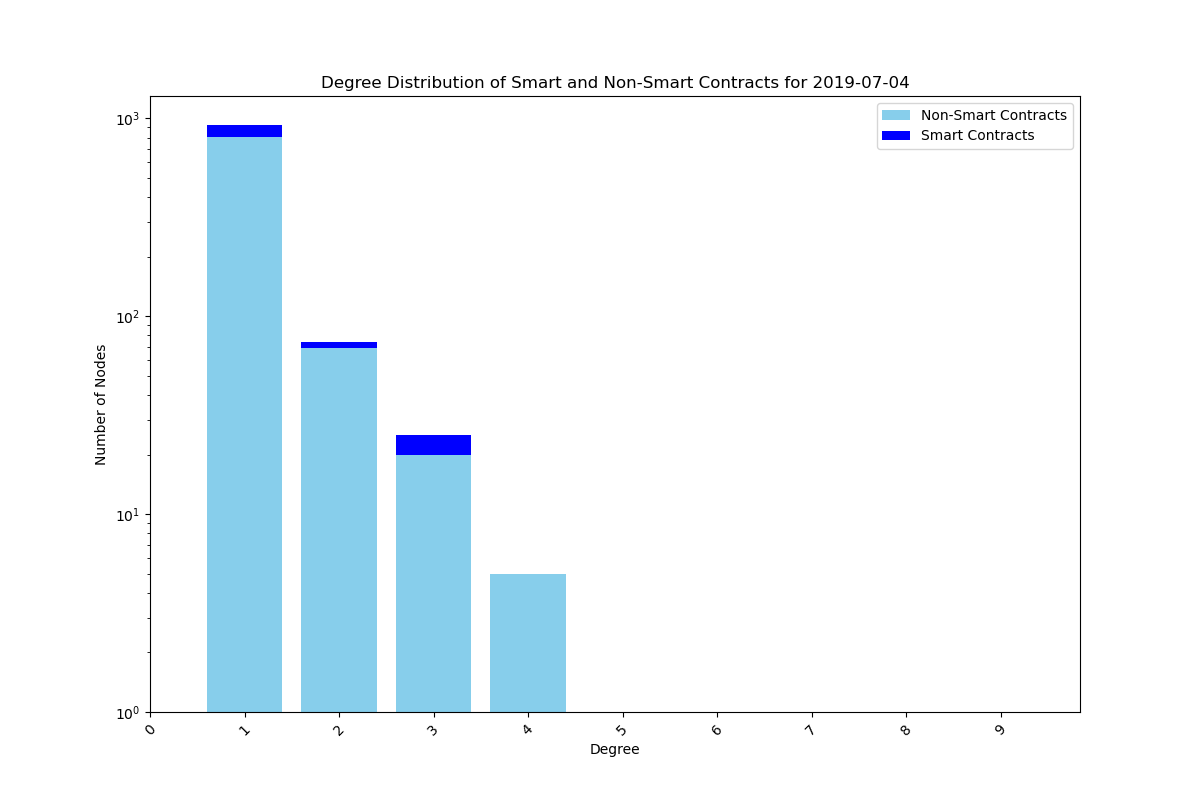 Degree Distribution of Smart and Non-Smart Contracts for 2019-07-04
Non-Smart Contracts
Smart Contracts
Number of Nodes
10³
10²
10¹
10⁰
0 1 2 3 4 5 6 7 8 9
Degree